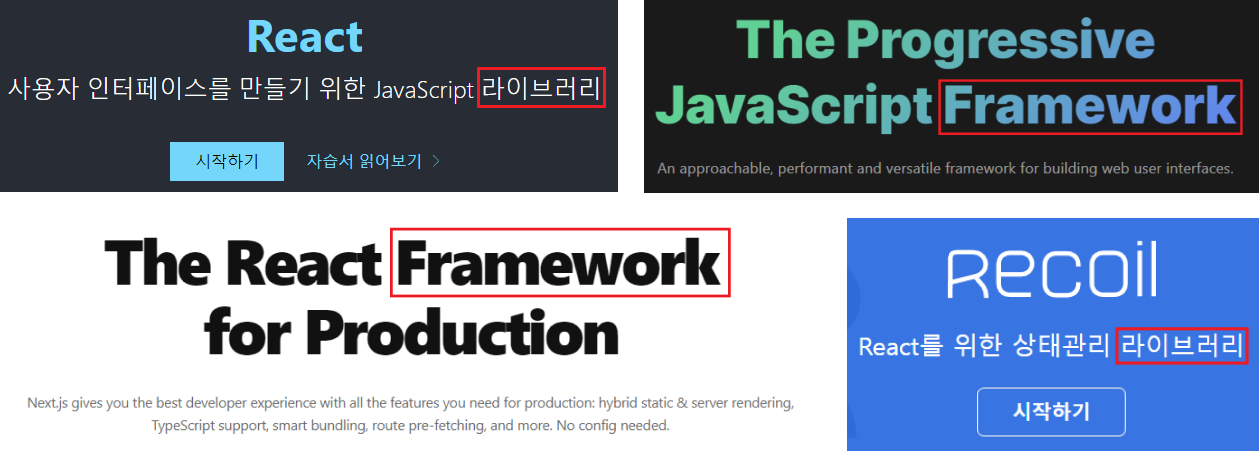 React
사용자 인터페이스를 만들기 위한 JavaScript 라이브러리
시작하기 자습서 읽어보기 >
The Progressive
JavaScript Framework
An approachable, performant and versatile framework for building web user interfaces.
The React Framework
for Production
Next.js gives you the best developer experience with all the features you need for production: hybrid static & server rendering,
TypeScript support, smart bundling, route pre-fetching, and more. No config needed.
Recoil
React를 위한 상태관리 라이브러리
시작하기